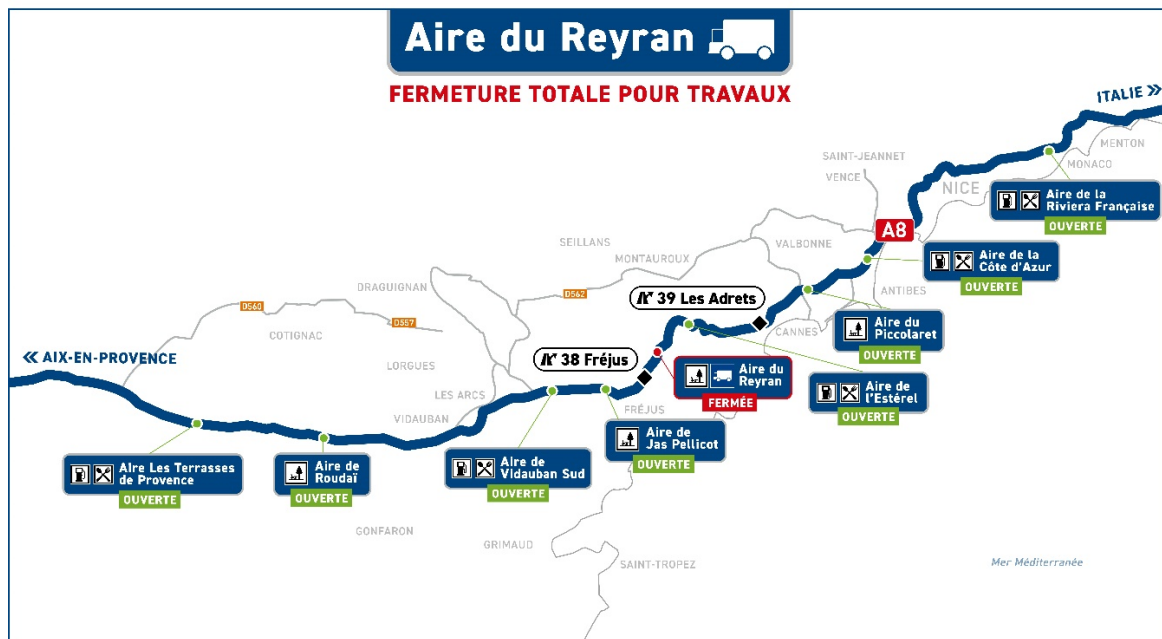 Aire du Reyran
FERMETURE TOTALE POUR TRAVAUX
ITALIE >>
MENTON
MONACO
SAINT-JEANNET
VENCE
NICE
Aire de la
Riviera Française
OUVERTE
A8
VALBONNE
SEILLANS
MONTAUROUX
Aire de la
Côte d'Azur
OUVERTE
ANTIBES
DRAGUIGNAN
D562
39 Les Adrets
D560
D557
COTIGNAC
CANNES
Aire du
Piccolaret
OUVERTE
<< AIX-EN-PROVENCE
LORGUES
38 Fréjus
Aire du
Reyran
FERMÉE
Aire de
l'Estérel
OUVERTE
LES ARCS
VIDAUBAN
FRÉJUS
Aire de
Jas Pellicot
OUVERTE
AIre Les Terrasses
de Provence
OUVERTE
Aire de
Roudaï
OUVERTE
AIre de
Vidauban Sud
OUVERTE
GONFARON
GRIMAUD
SAINT-TROPEZ
Mer Méditerranée